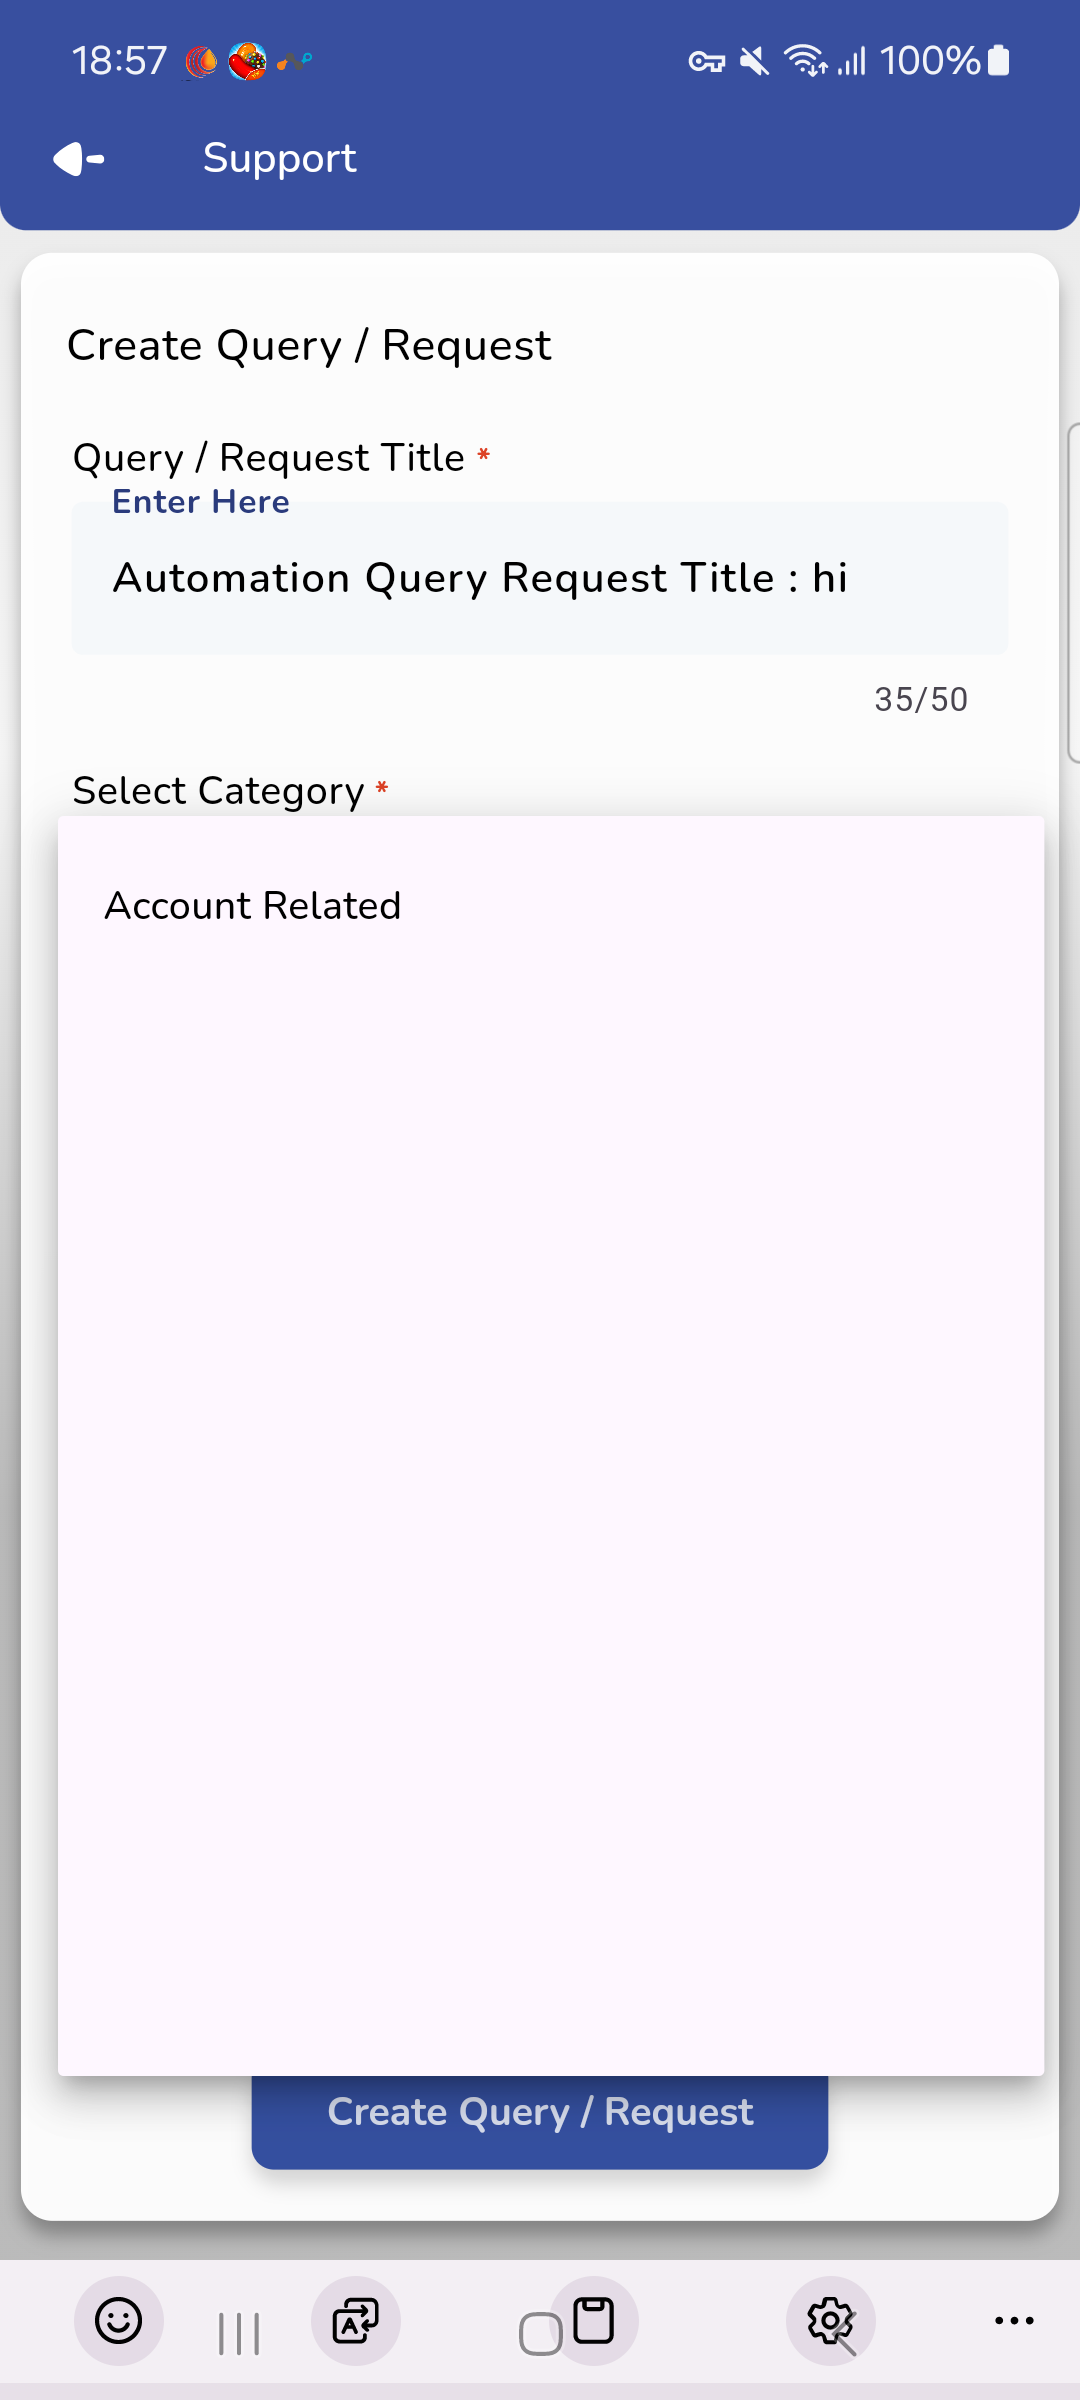 18:57
100%
Support
Create Query / Request
Query / Request Title *
Enter Here
Automation Query Request Title : hi
35/50
Select Category *
Account Related
Create Query / Request